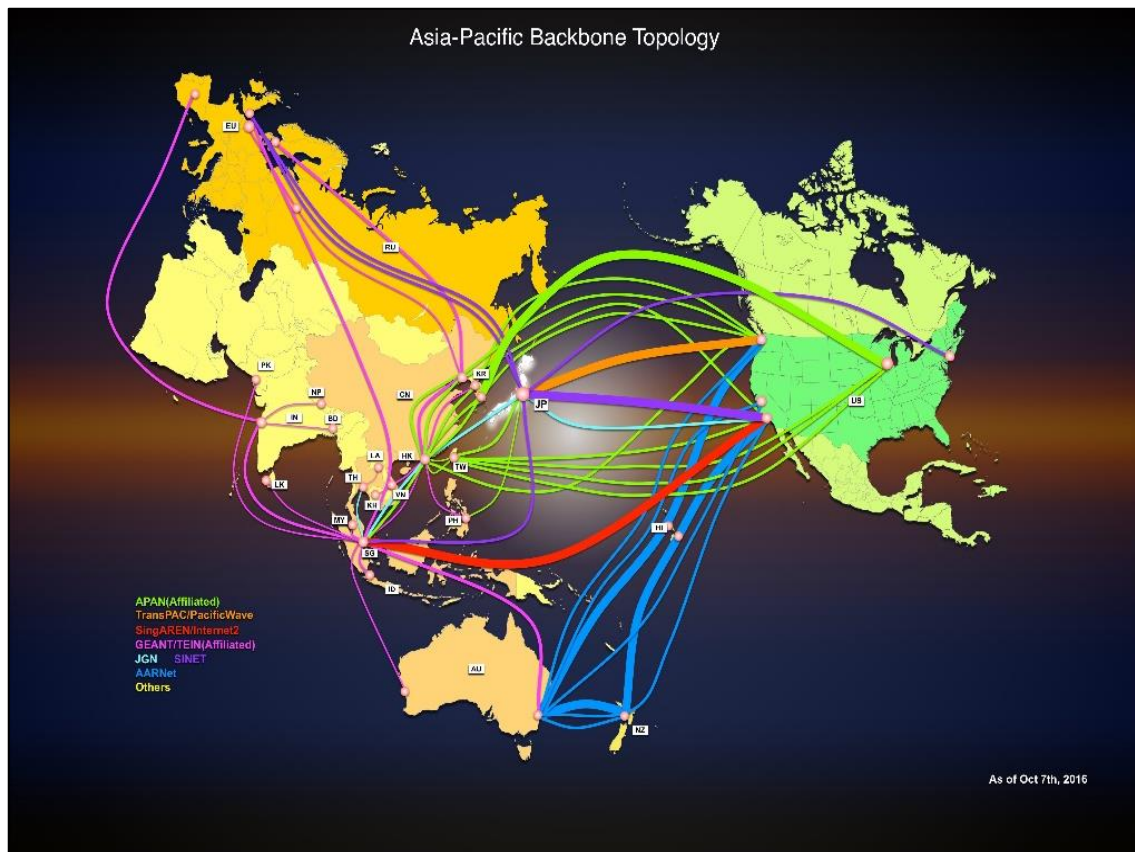 Asia-Pacific Backbone Topology
EU
RU
PK
NP
KR
CN
JP
US
IN
BD
LA
HK
TW
TH
LK
KH
VN
MY
PH
HI
SG
ID
APAN(Affiliated)
TransPAC/PacificWave
SingAREN/Internet2
GEANT/TEIN(Affiliated)
JGN SINET
AARNet
Others
AU
NZ
As of Oct 7th, 2016